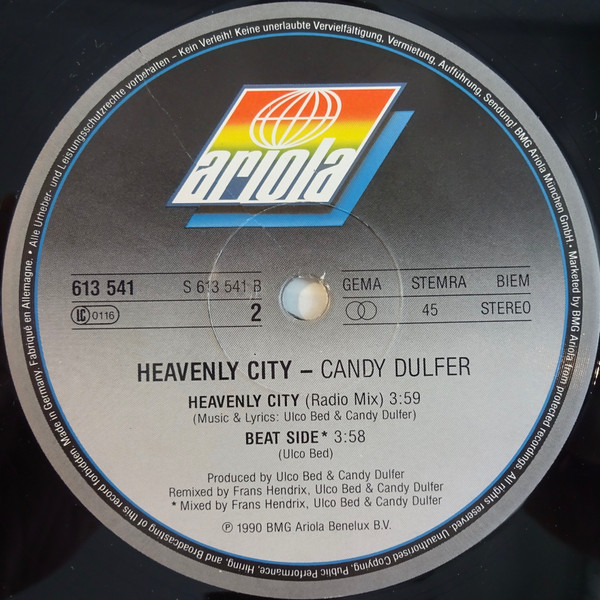 • Alle Urheber- und Leistungsschutzrechte vorbehalten – Kein Verleih! Keine unerlaubte Vervielfältigung, Vermietung, Aufführung, Sendung! BMG Ariola München GmbH. • Marketed by BMG Ariola from protected recordings. All rights reserved. Unauthorised Copying, Public Performance, Hiring, and Broadcasting of this record forbidden. Made in Germany. Fabriqué en Allemagne.
ariola
613 541 S 613 541 B GEMA STEMRA BIEM
LC 0116 2 45 STEREO
HEAVENLY CITY – CANDY DULFER
HEAVENLY CITY (Radio Mix) 3:59
(Music & Lyrics: Ulco Bed & Candy Dulfer)
BEAT SIDE* 3:58
(Ulco Bed)
Produced by Ulco Bed & Candy Dulfer
Remixed by Frans Hendrix, Ulco Bed & Candy Dulfer
* Mixed by Frans Hendrix, Ulco Bed & Candy Dulfer
℗ 1990 BMG Ariola Benelux B.V.